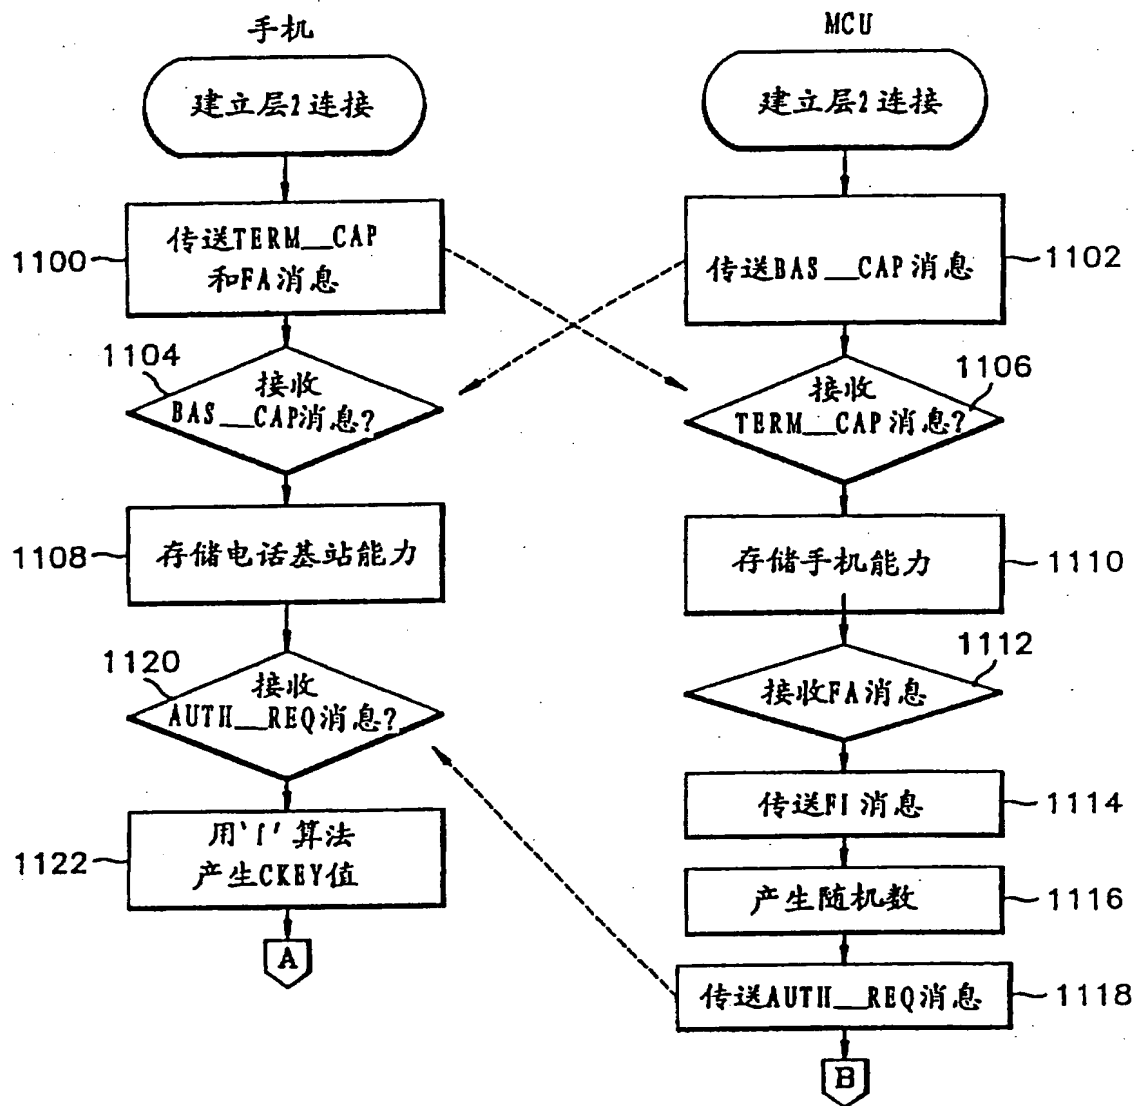 手机
建立层2连接
1100
传送TERM__CAP
和FA消息
1104
接收
BAS__CAP消息?
1108
存储电话基站能力
1120
接收
AUTH__REQ消息?
1122
用'f'算法
产生CKEY值
A
MCU
建立层2连接
传送BAS__CAP消息
1102
接收
TERM__CAP消息?
1106
存储手机能力
1110
接收FA消息
1112
传送FI消息
1114
产生随机数
1116
传送AUTH__REQ消息
1118
B